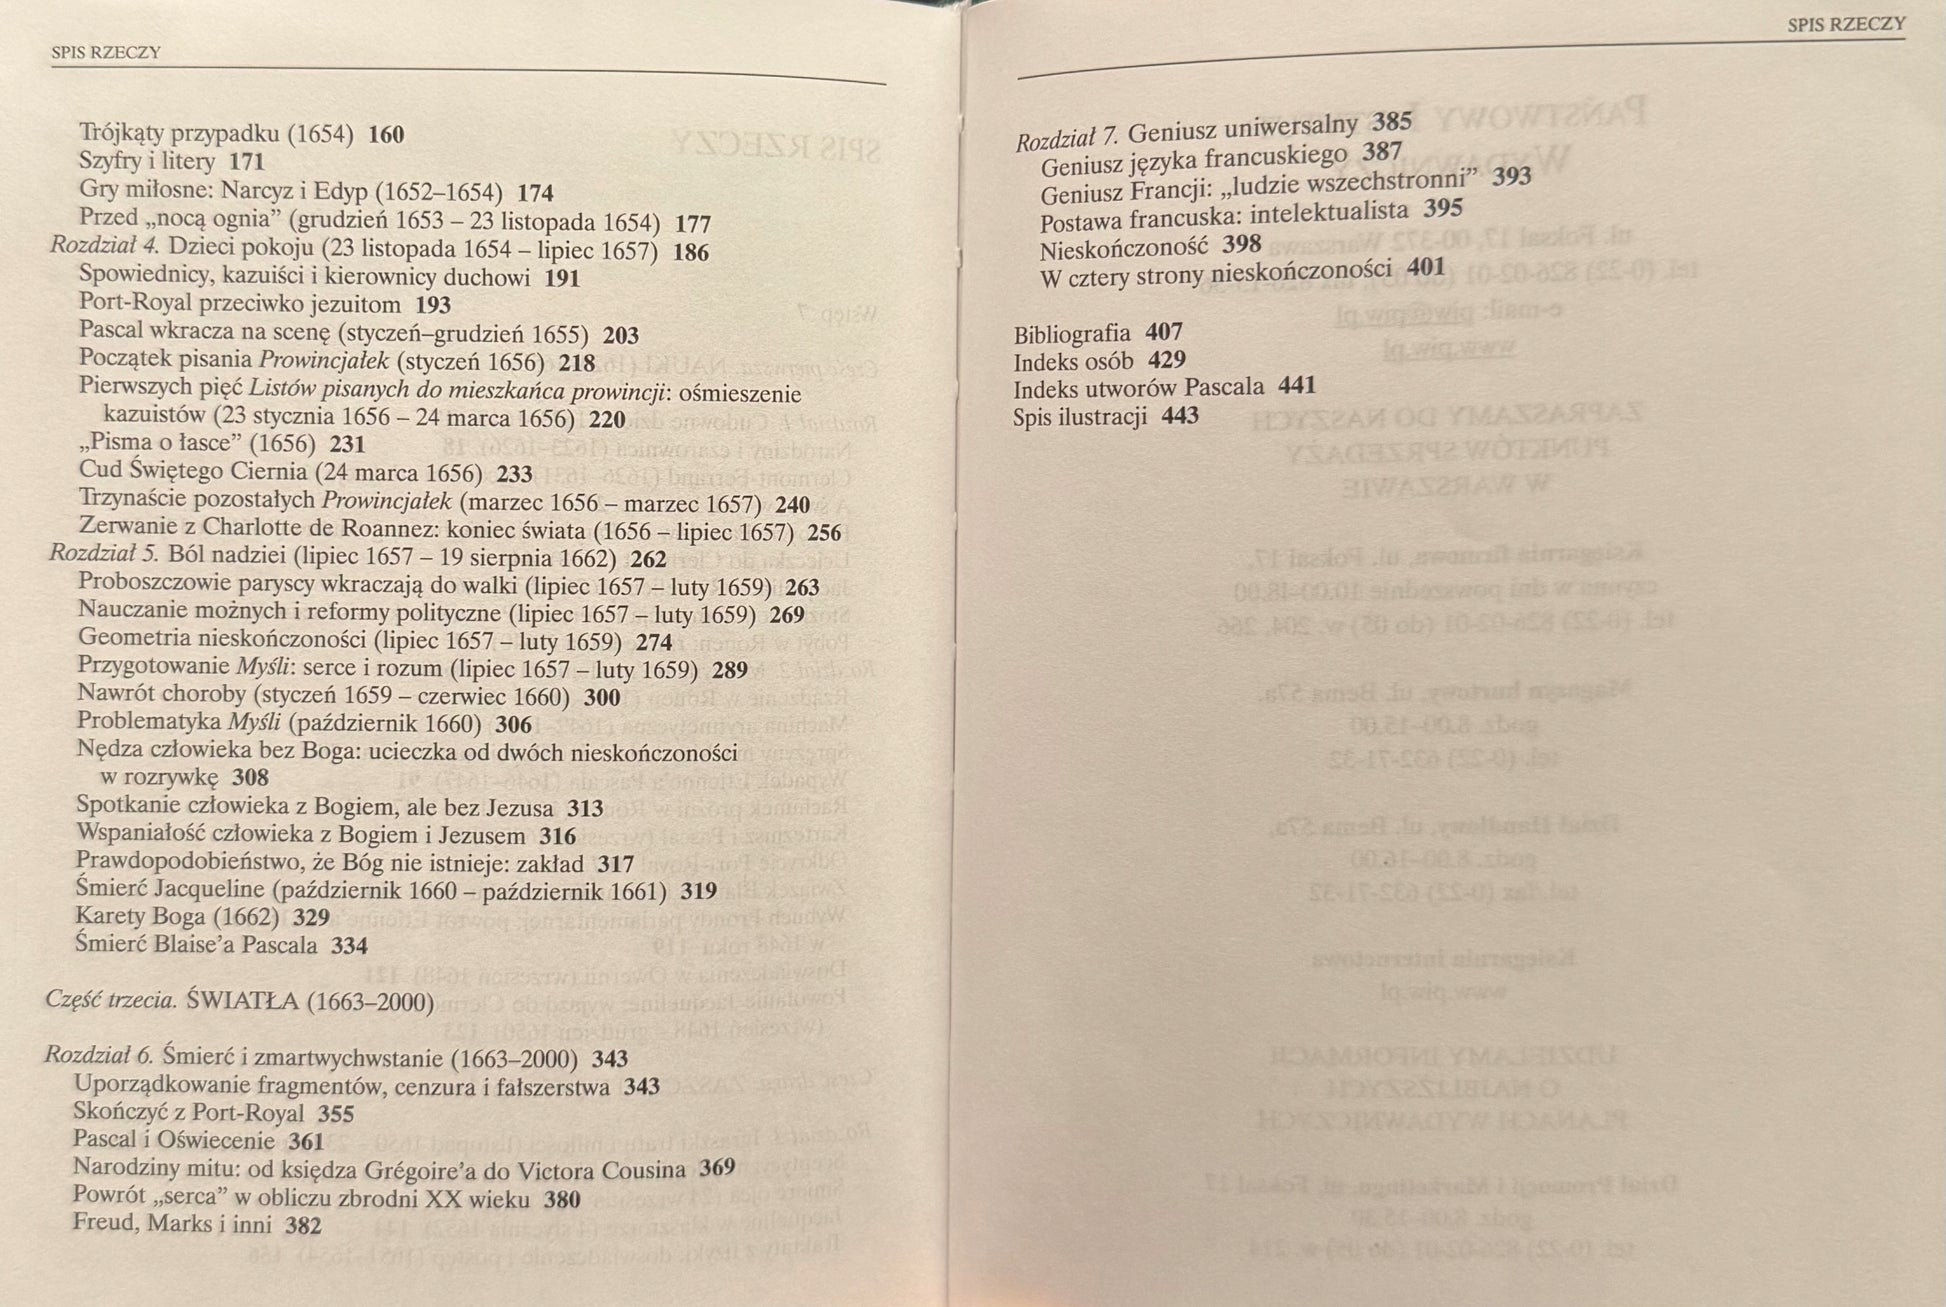 SPIS RZECZY
Trójkąty przypadku (1654) 160
Szyfry i litery 171
Gry miłosne: Narcyz i Edyp (1652–1654) 174
Przed „nocą ognia” (grudzień 1653 – 23 listopada 1654) 177
Rozdział 4. Dzieci pokoju (23 listopada 1654 – lipiec 1657) 186
Spowiednicy, kazuiści i kierownicy duchowi 191
Port-Royal przeciwko jezuitom 193
Pascal wkracza na scenę (styczeń–grudzień 1655) 203
Początek pisania Prowincjałek (styczeń 1656) 218
Pierwszych pięć Listów pisanych do mieszkańca prowincji: ośmieszenie
kazuistów (23 stycznia 1656 – 24 marca 1656) 220
„Pisma o łasce” (1656) 231
Cud Świętego Ciernia (24 marca 1656) 233
Trzynaście pozostałych Prowincjałek (marzec 1656 – marzec 1657) 240
Zerwanie z Charlotte de Roannez: koniec świata (1656 – lipiec 1657) 256
Rozdział 5. Ból nadziei (lipiec 1657 – 19 sierpnia 1662) 262
Proboszczowie paryscy wkraczają do walki (lipiec 1657 – luty 1659) 263
Nauczanie możnych i reformy polityczne (lipiec 1657 – luty 1659) 269
Geometria nieskończoności (lipiec 1657 – luty 1659) 274
Przygotowanie Myśli: serce i rozum (lipiec 1657 – luty 1659) 289
Nawrót choroby (styczeń 1659 – czerwiec 1660) 300
Problematyka Myśli (październik 1660) 306
Nędza człowieka bez Boga: ucieczka od dwóch nieskończoności
w rozrywkę 308
Spotkanie człowieka z Bogiem, ale bez Jezusa 313
Wspaniałość człowieka z Bogiem i Jezusem 316
Prawdopodobieństwo, że Bóg nie istnieje: zakład 317
Śmierć Jacqueline (październik 1660 – październik 1661) 319
Karety Boga (1662) 329
Śmierć Blaise’a Pascala 334
Część trzecia. ŚWIATŁA (1663–2000)
Rozdział 6. Śmierć i zmartwychwstanie (1663–2000) 343
Uporządkowanie fragmentów, cenzura i fałszerstwa 343
Skończyć z Port-Royal 355
Pascal i Oświecenie 361
Narodziny mitu: od księdza Grégoire’a do Victora Cousina 369
Powrót „serca” w obliczu zbrodni XX wieku 380
Freud, Marks i inni 382
SPIS RZECZY
Rozdział 7. Geniusz uniwersalny 385
Geniusz języka francuskiego 387
Geniusz Francji: „ludzie wszechstronni” 393
Postawa francuska: intelektualista 395
Nieskończoność 398
W cztery strony nieskończoności 401
Bibliografia 407
Indeks osób 429
Indeks utworów Pascala 441
Spis ilustracji 443